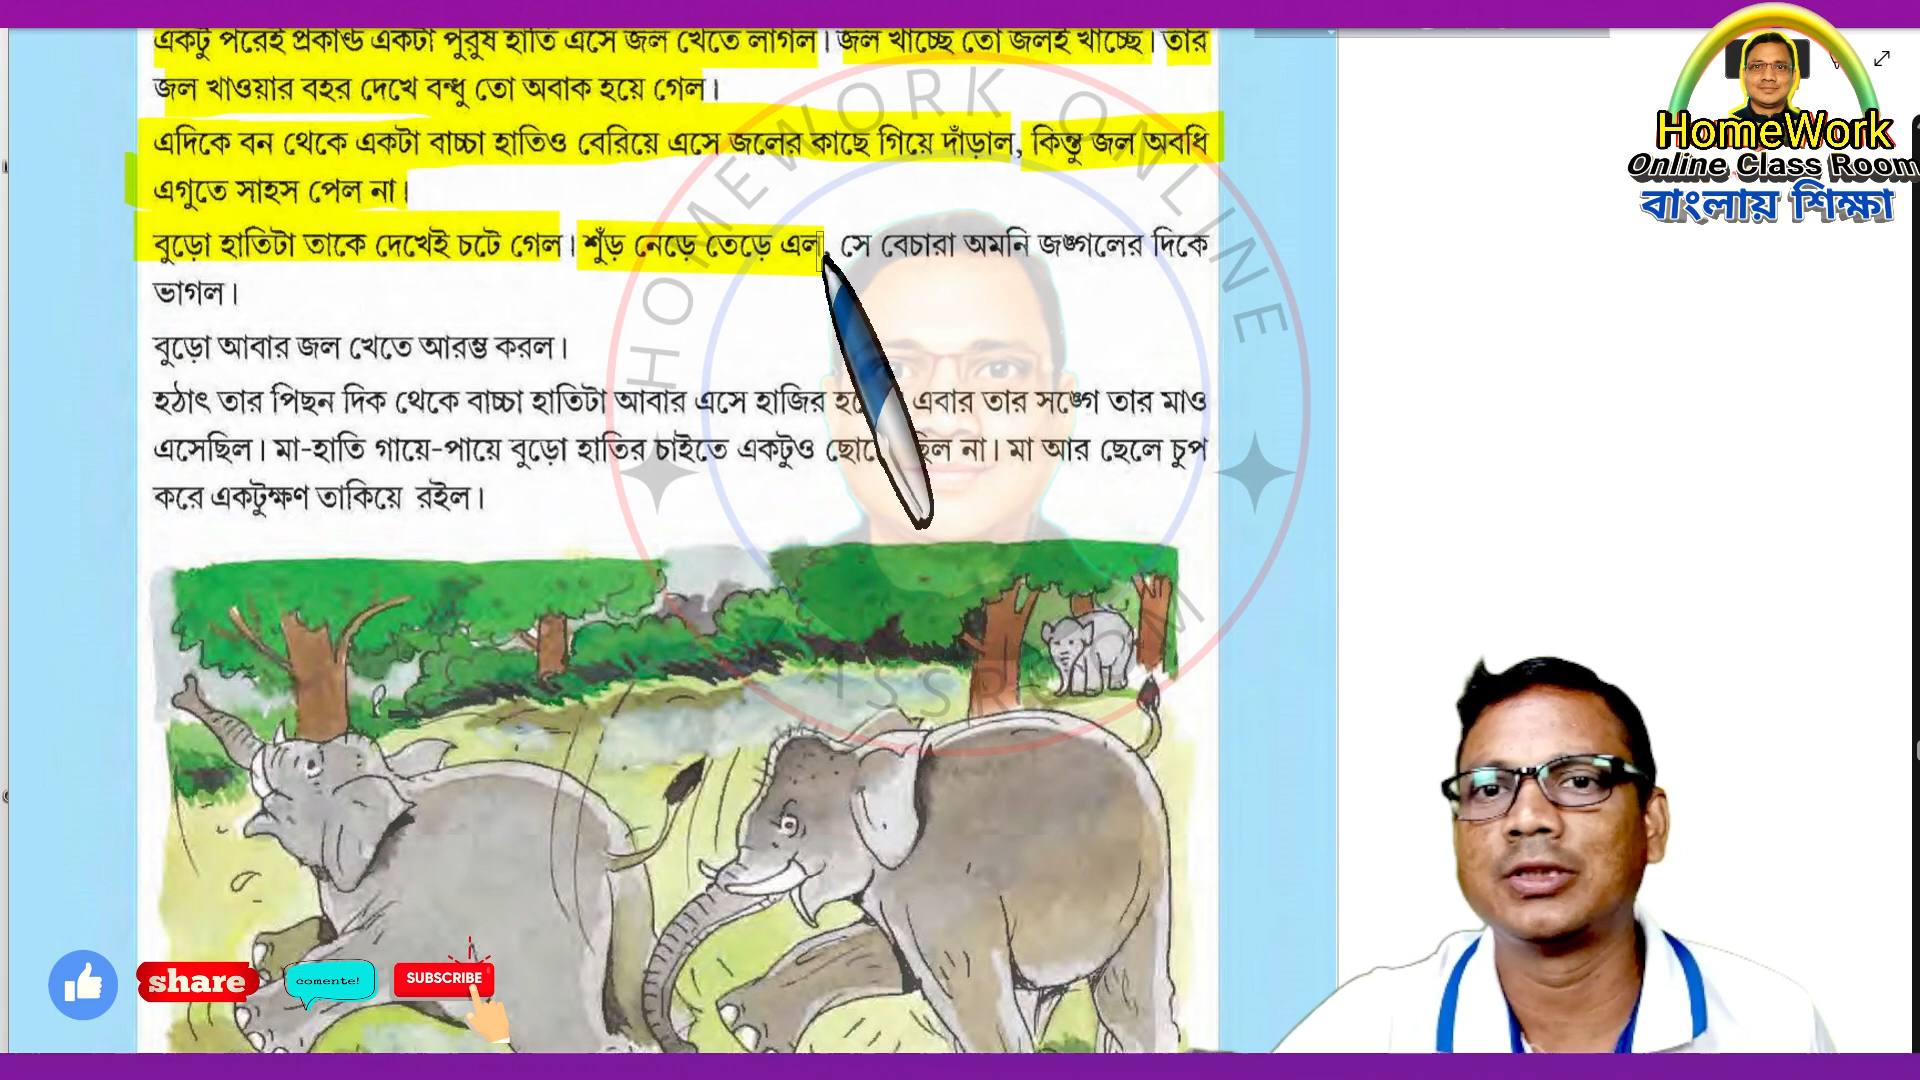 একটু পরেই প্রকাণ্ড একটা পুরুষ হাতি এসে জল খেতে লাগল। জল খাচ্ছে তো জলই খাচ্ছে। তার
জল খাওয়ার বহর দেখে বন্ধু তো অবাক হয়ে গেল।
এদিকে বন থেকে একটা বাচ্চা হাতিও বেরিয়ে এসে জলের কাছে গিয়ে দাঁড়াল, কিন্তু জল অবধি
এগুতে সাহস পেল না।
বুড়ো হাতিটা তাকে দেখেই চটে গেল। শুঁড় নেড়ে তেড়ে এল, সে বেচারা অমনি জঙ্গলের দিকে
ভাগল।
বুড়ো আবার জল খেতে আরম্ভ করল।
হঠাৎ তার পিছন দিক থেকে বাচ্চা হাতিটা আবার এসে হাজির এবার তার সঙ্গে তার মাও
এসেছিল। মা-হাতি গায়ে-পায়ে বুড়ো হাতির চাইতে একটুও ছিল না। মা আর ছেলে চুপ
করে একটুক্ষণ তাকিয়ে রইল।
HOMEWORK ONLINE
HomeWork
Online Class Room
বাংলায় শিক্ষা
share
comente!
SUBSCRIBE